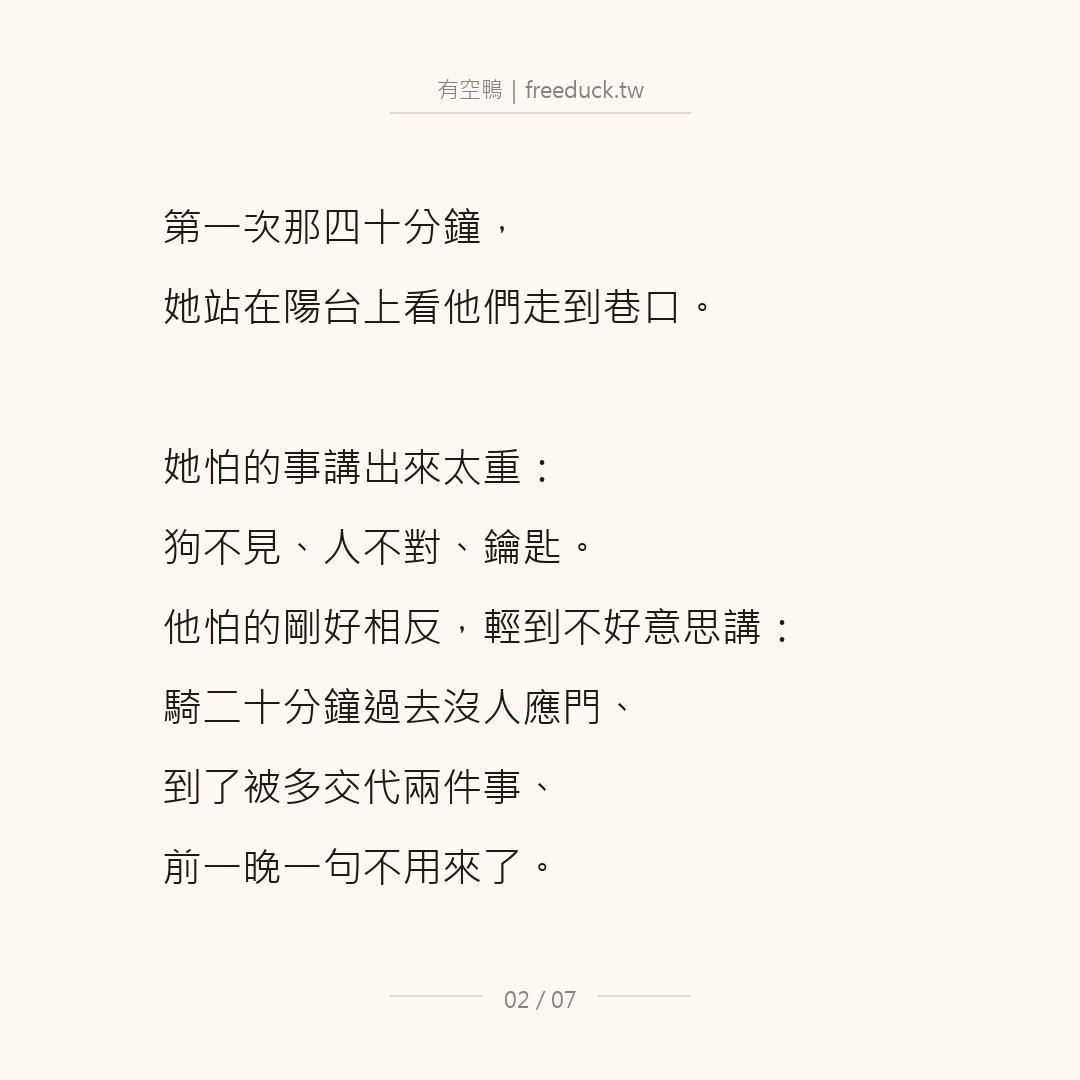 有空鴨｜freeduck.tw
第一次那四十分鐘，
她站在陽台上看他們走到巷口。
她怕的事講出來太重：
狗不見、人不對、鑰匙。
他怕的剛好相反，輕到不好意思講：
騎二十分鐘過去沒人應門、
到了被多交代兩件事、
前一晚一句不用來了。
02 / 07